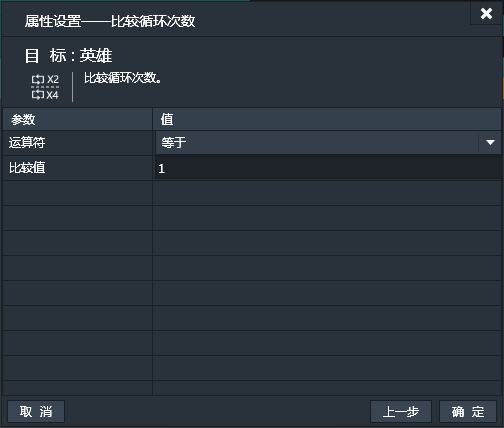 属性设置——比较循环次数
目 标 : 英雄
X2
X4
比较循环次数。
参数 值
运算符 等于
比较值 1
取 消 上一步 确 定